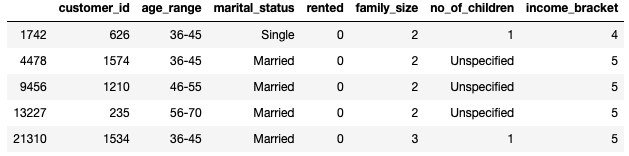 customer_id age_range marital_status rented family_size no_of_children income_bracket
1742 626 36-45 Single 0 2 1 4
4478 1574 36-45 Married 0 2 Unspecified 5
9456 1210 46-55 Married 0 2 Unspecified 5
13227 235 56-70 Married 0 2 Unspecified 5
21310 1534 36-45 Married 0 3 1 5